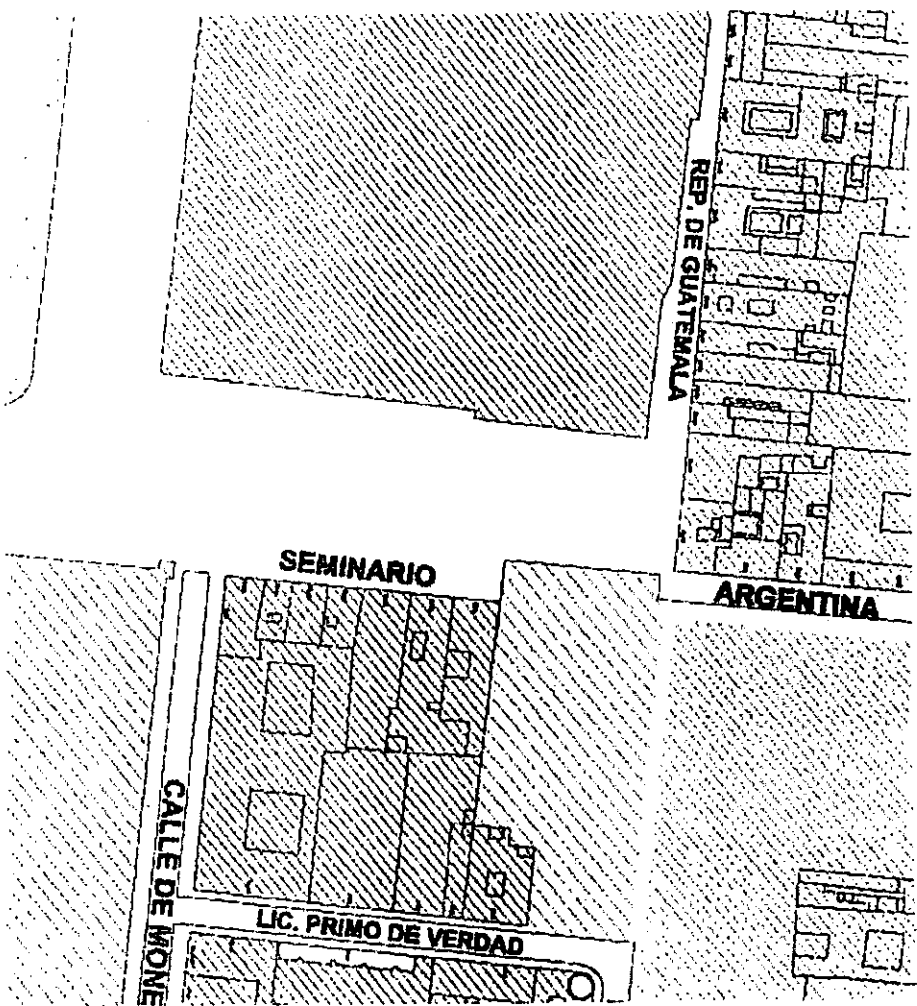 REP. DE GUATEMALA
SEMINARIO
ARGENTINA
CALLE DE MONE
LIC. PRIMO DE VERDAD